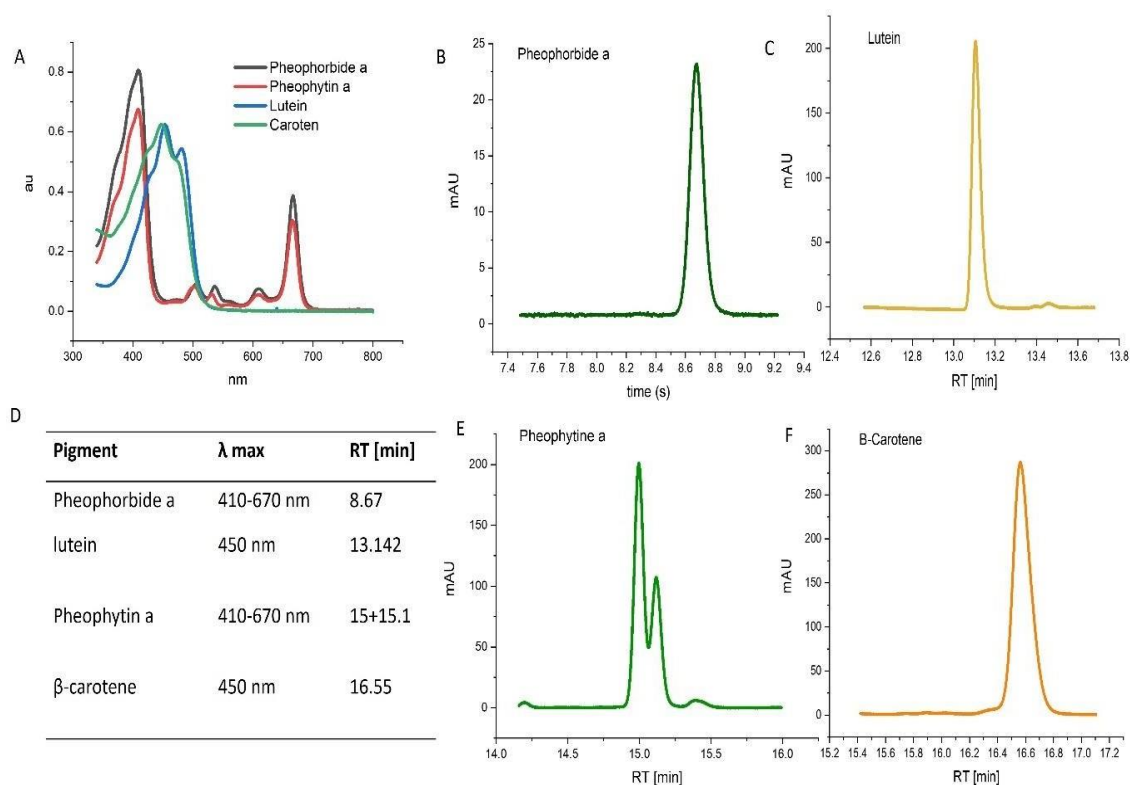 A
au
0.8
0.6
0.4
0.2
0.0
Pheophorbide a
Pheophytin a
Lutein
Caroten
300 400 500 600 700 800
nm
B
Pheophorbide a
mAU
25
20
15
10
5
0
7.4 7.6 7.8 8.0 8.2 8.4 8.6 8.8 9.0 9.2 9.4
time (s)
C
Lutein
mAU
200
150
100
50
0
12.4 12.6 12.8 13.0 13.2 13.4 13.6 13.8
RT [min]
D
Pigment λ max RT [min]
Pheophorbide a 410-670 nm 8.67
lutein 450 nm 13.142
Pheophytin a 410-670 nm 15+15.1
β-carotene 450 nm 16.55
E
Pheophytine a
mAU
200
150
100
50
0
14.0 14.5 15.0 15.5 16.0
RT [min]
F
B-Carotene
mAU
300
250
200
150
100
50
0
15.2 15.4 15.6 15.8 16.0 16.2 16.4 16.6 16.8 17.0 17.2
RT [min]